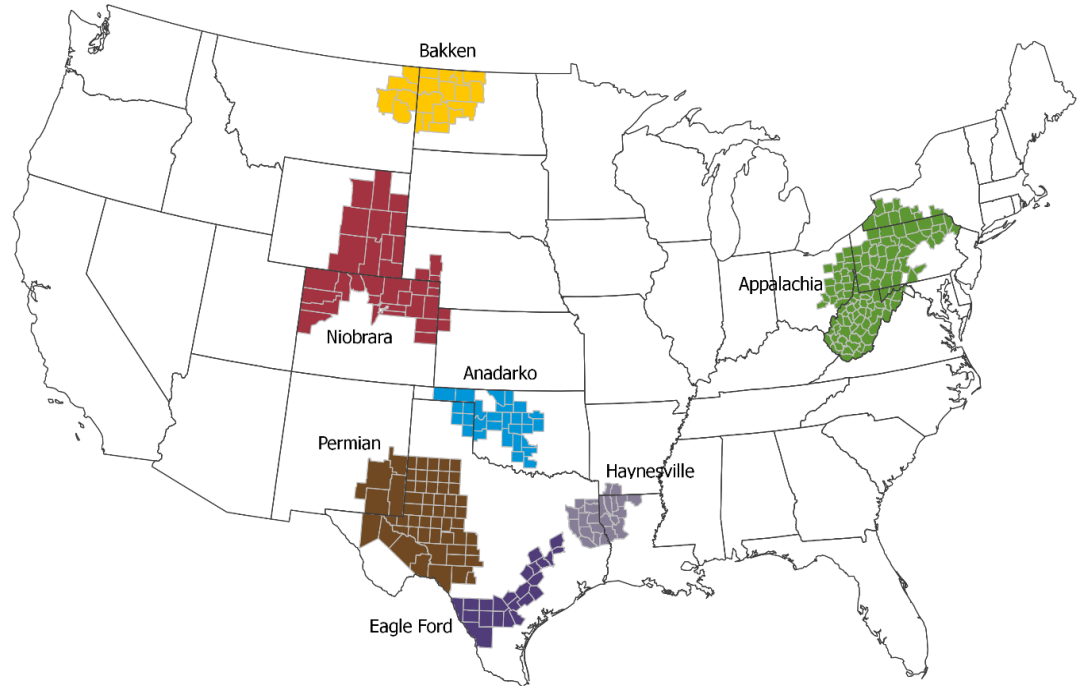 Bakken
Niobrara
Appalachia
Anadarko
Permian
Haynesville
Eagle Ford